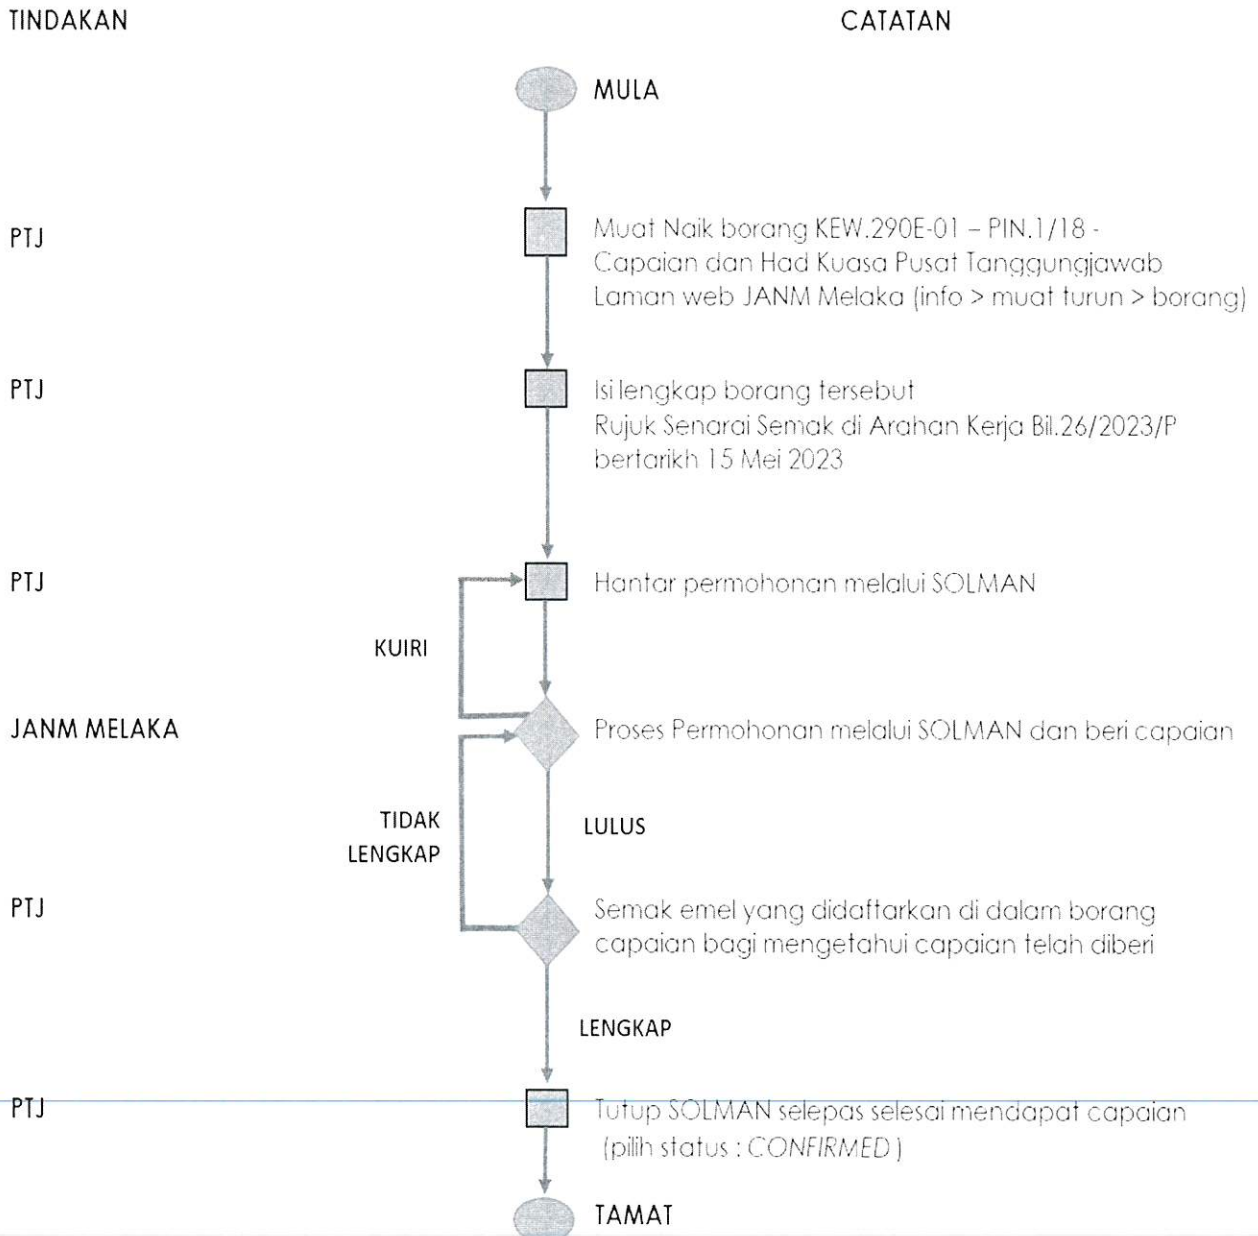 TINDAKAN
CATATAN
MULA
PTJ
Muat Naik borang KEW.290E-01 – PIN.1/18 -
Capaian dan Had Kuasa Pusat Tanggungjawab
Laman web JANM Melaka (info > muat turun > borang)
PTJ
Isi lengkap borang tersebut
Rujuk Senarai Semak di Arahan Kerja Bil.26/2023/P
bertarikh 15 Mei 2023
PTJ
Hantar permohonan melalui SOLMAN
KUIRI
JANM MELAKA
Proses Permohonan melalui SOLMAN dan beri capaian
TIDAK
LENGKAP
LULUS
PTJ
Semak emel yang didaftarkan di dalam borang
capaian bagi mengetahui capaian telah diberi
LENGKAP
PTJ
Tutup SOLMAN selepas selesai mendapat capaian
(pilih status : CONFIRMED )
TAMAT